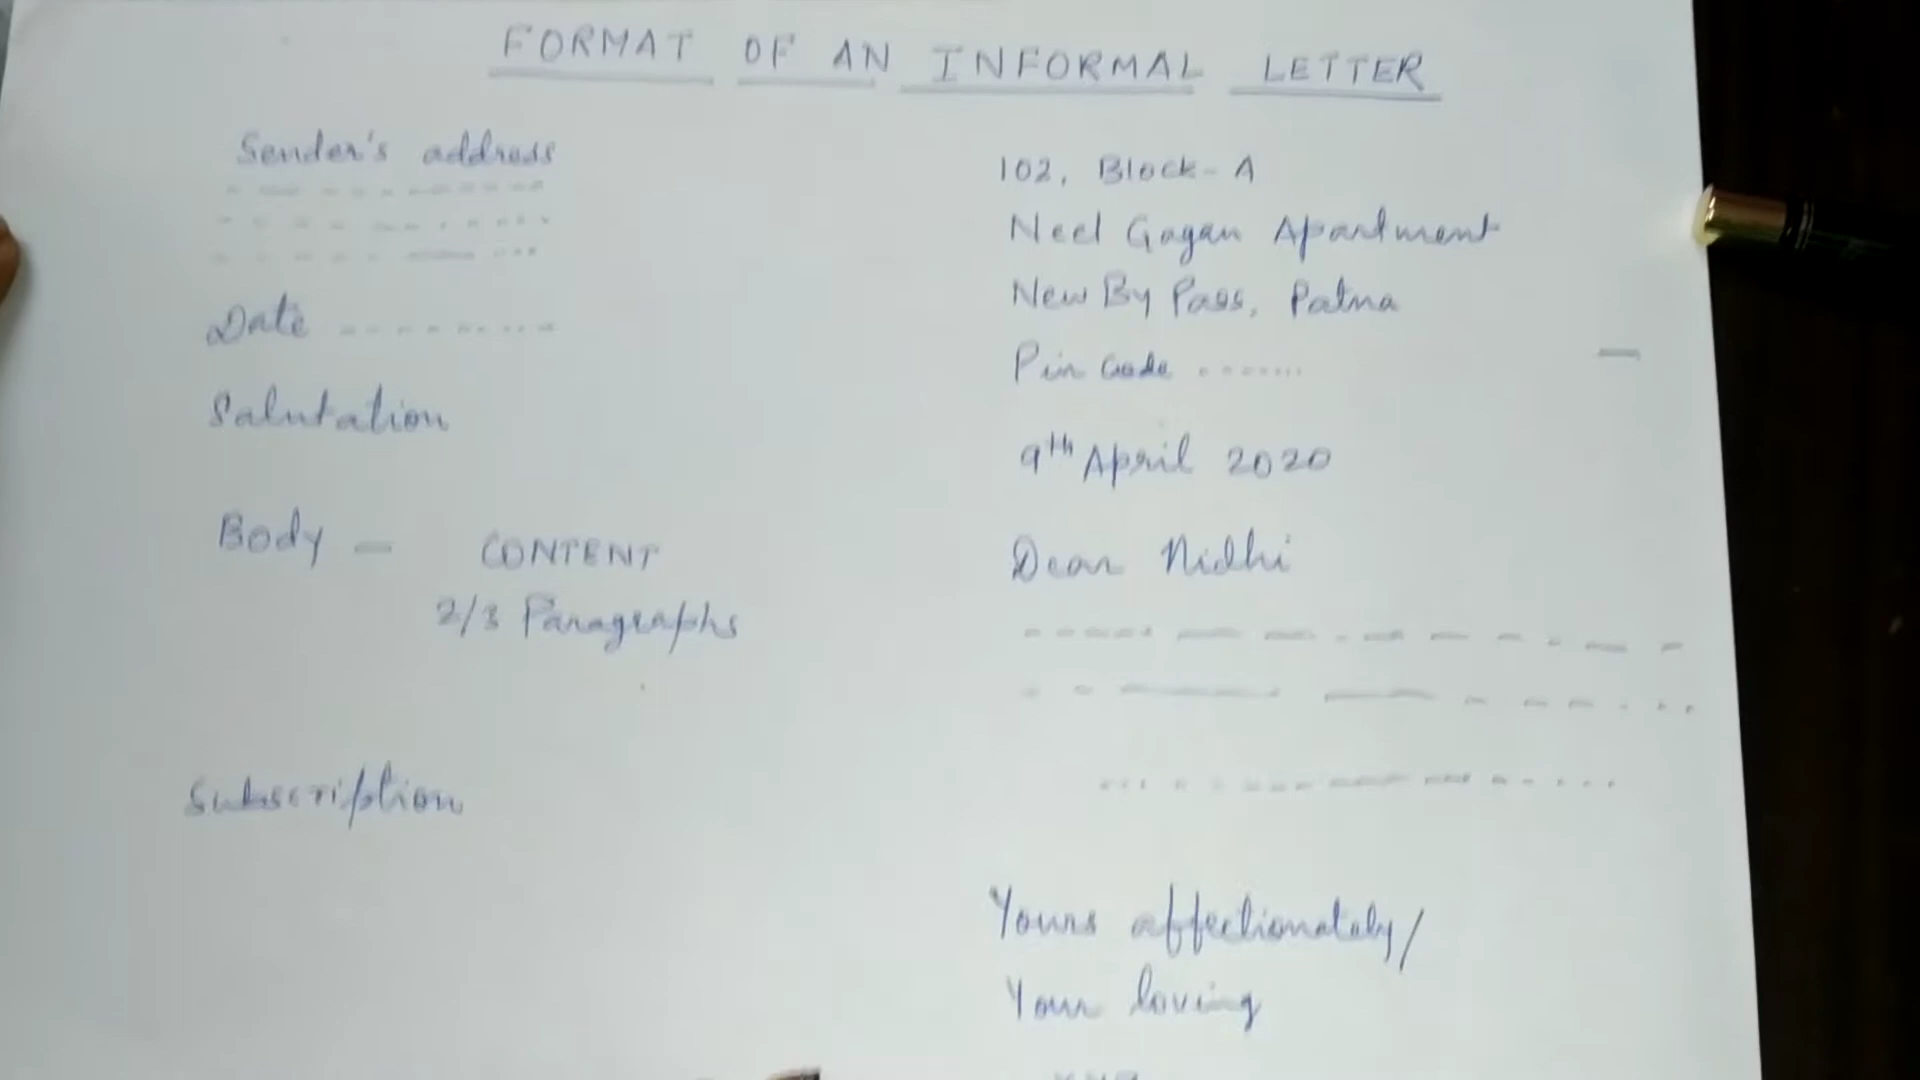 FORMAT OF AN INFORMAL LETTER
Sender's address
Date
Salutation
Body - CONTENT
2/3 Paragraphs
Subscription
102, Block-A
Neel Gagan Apartment
New By Pass, Patna
Pin Code .......
9th April 2020
Dear Nidhi
Yours affectionately/
Your loving